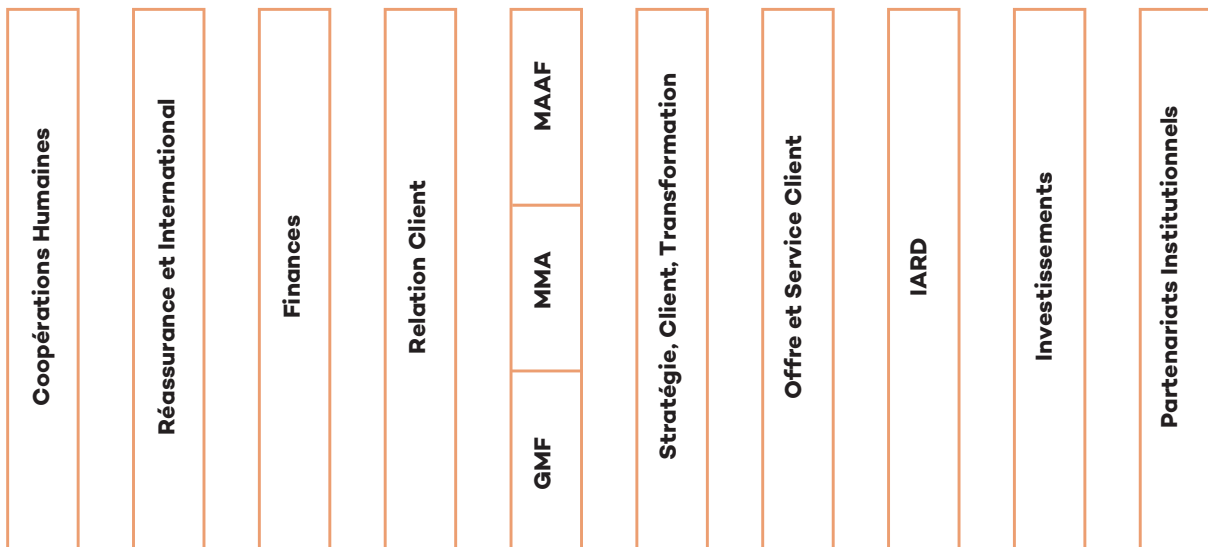 Coopérations Humaines
Réassurance et International
Finances
Relation Client
MAAF
MMA
GMF
Stratégie, Client, Transformation
Offre et Service Client
IARD
Investissements
Partenariats Institutionnels